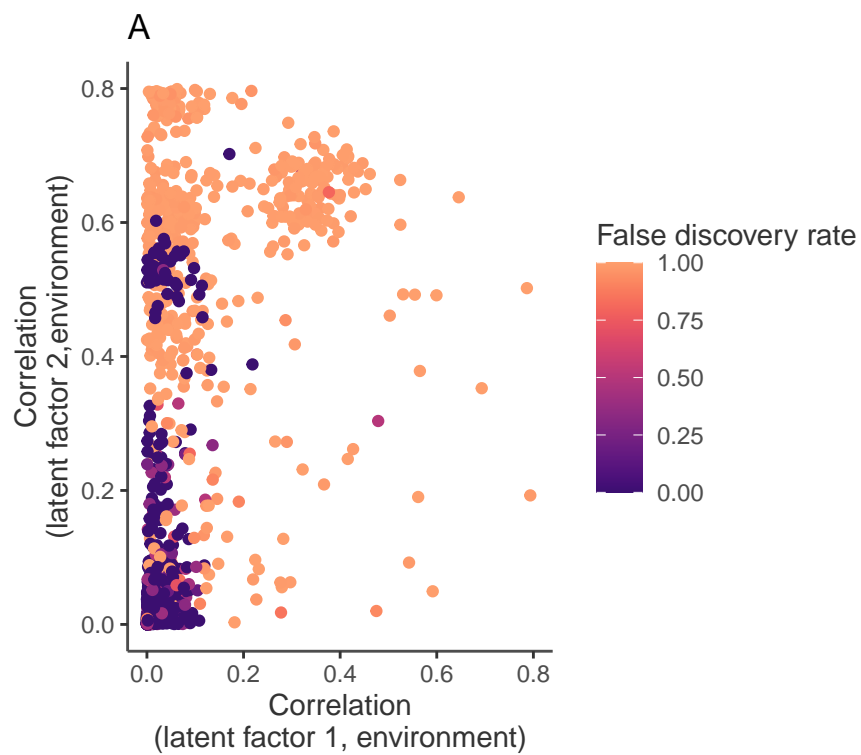 A
Correlation
(latent factor 2,environment)
0.8
0.6
0.4
0.2
0.0
0.0 0.2 0.4 0.6 0.8
Correlation
(latent factor 1, environment)
False discovery rate
1.00
0.75
0.50
0.25
0.00